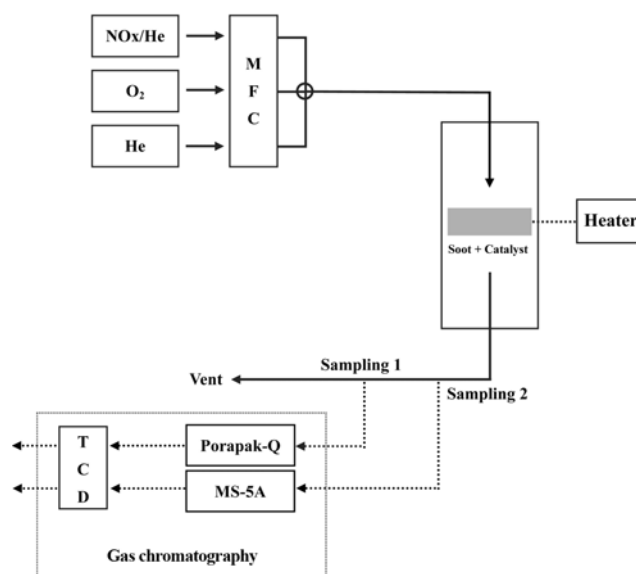 NOx/He
O₂
He
M
F
C
Heater
Soot + Catalyst
Sampling 1
Vent
Sampling 2
T
C
D
Porapak-Q
MS-5A
Gas chromatography